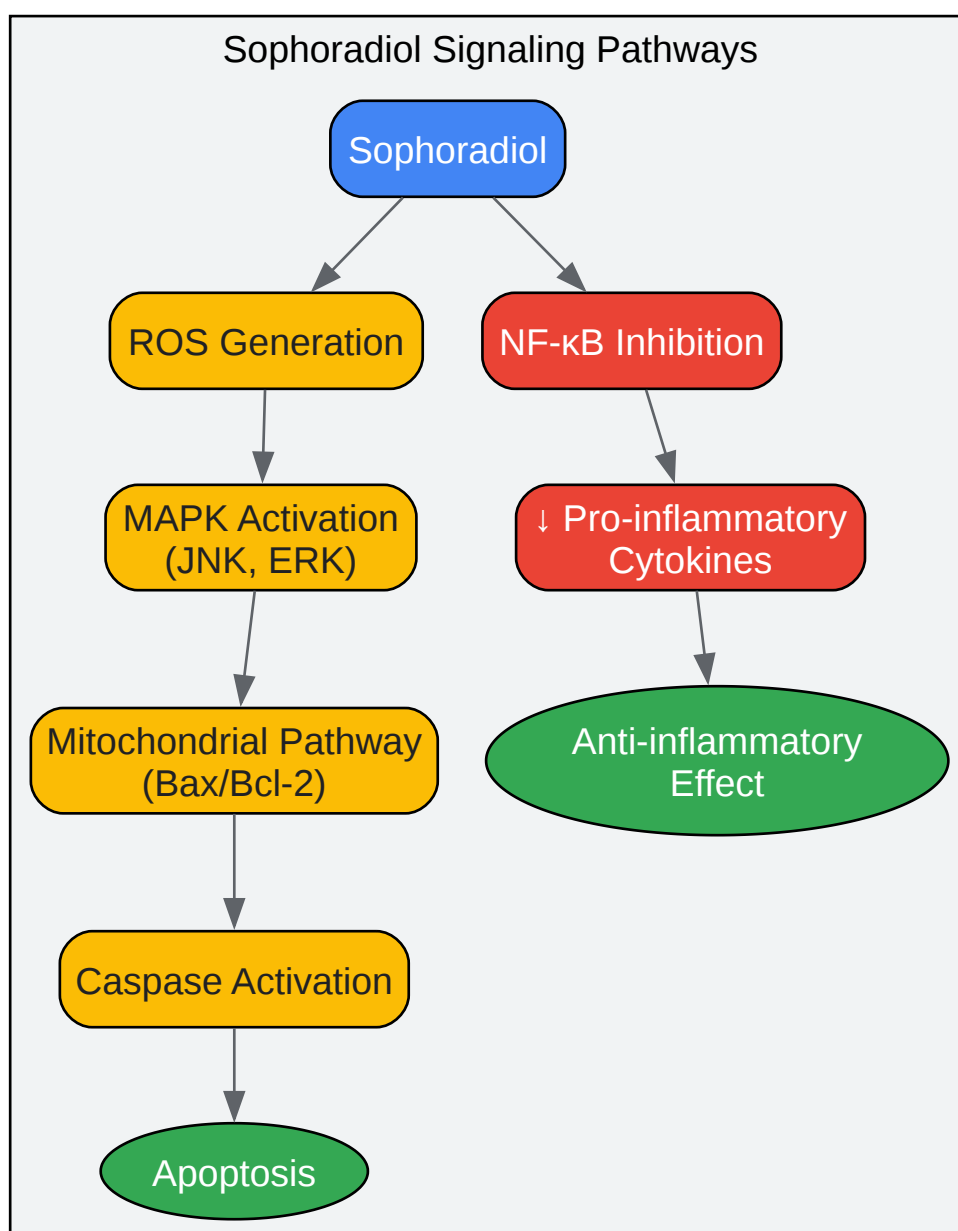 Sophoradiol Signaling Pathways
Sophoradiol
ROS Generation
NF-κB Inhibition
MAPK Activation
(JNK, ERK)
↓ Pro-inflammatory
Cytokines
Mitochondrial Pathway
(Bax/Bcl-2)
Anti-inflammatory
Effect
Caspase Activation
Apoptosis